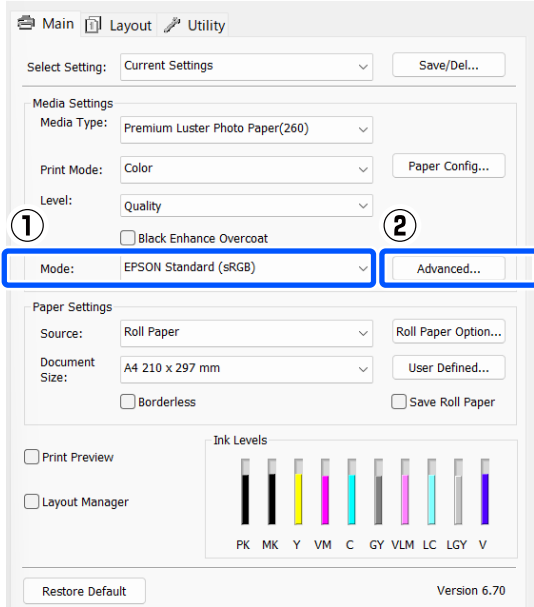 Main Layout Utility
Select Setting: Current Settings Save/Del...
Media Settings
Media Type: Premium Luster Photo Paper(260)
Print Mode: Color Paper Config...
Level: Quality
① ②
Black Enhance Overcoat
Mode: EPSON Standard (sRGB) Advanced...
Paper Settings
Source: Roll Paper Roll Paper Option...
Document
Size: A4 210 x 297 mm User Defined...
Borderless Save Roll Paper
Ink Levels
Print Preview
Layout Manager
PK MK Y VM C GY VLM LC LGY V
Restore Default Version 6.70